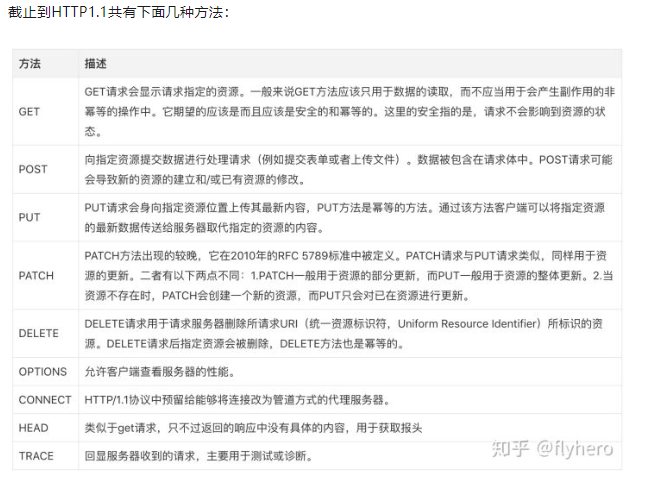 截止到HTTP1.1共有下面几种方法：
方法 描述
GET请求会显示请求指定的资源。一般来说GET方法应该只用于数据的读取，而不应当用于会产生副作用的非
GET 幂等的操作中。它期望的应该是而且应该是安全的和幂等的。这里的安全指的是，请求不会影响到资源的状
态。
POST 向指定资源提交数据进行处理请求（例如提交表单或者上传文件）。数据被包含在请求体中。POST请求可能
会导致新的资源的建立和/或已有资源的修改。
PUT PUT请求会身向指定资源位置上传其最新内容，PUT方法是幂等的方法。通过该方法客户端可以将指定资源
的最新数据传送给服务器取代指定的资源的内容。
PATCH方法出现的较晚，它在2010年的RFC 5789标准中被定义。PATCH请求与PUT请求类似，同样用于资
PATCH 源的更新。二者有以下两点不同：1.PATCH一般用于资源的部分更新，而PUT一般用于资源的整体更新。2.当
资源不存在时，PATCH会创建一个新的资源，而PUT只会对已在资源进行更新。
DELETE DELETE请求用于请求服务器删除所请求URI（统一资源标识符，Uniform Resource Identifier）所标识的资
源。DELETE请求后指定资源会被删除，DELETE方法也是幂等的。
OPTIONS 允许客户端查看服务器的性能。
CONNECT HTTP/1.1协议中预留给能够将连接改为管道方式的代理服务器。
HEAD 类似于get请求，只不过返回的响应中没有具体的内容，用于获取报头
TRACE 回显服务器收到的请求，主要用于测试或诊断。
知乎 @flyhero